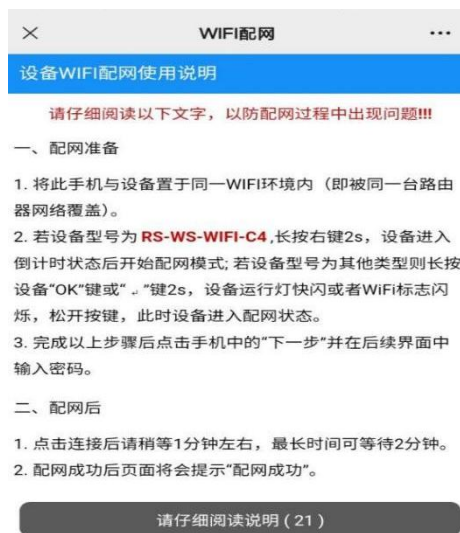 WIFI配网
设备WIFI配网使用说明
请仔细阅读以下文字，以防配网过程中出现问题!!!
一、配网准备
1. 将此手机与设备置于同一WIFI环境内（即被同一台路由
器网络覆盖）。
2. 若设备型号为 RS-WS-WIFI-C4 ,长按右键2s，设备进入
倒计时状态后开始配网模式; 若设备型号为其他类型则长按
设备“OK”键或“ ↵ ”键2s，设备运行灯快闪或者WiFi标志闪
烁，松开按键，此时设备进入配网状态。
3. 完成以上步骤后点击手机中的“下一步”并在后续界面中
输入密码。
二、配网后
1. 点击连接后请稍等1分钟左右，最长时间可等待2分钟。
2. 配网成功后页面将会提示“配网成功”。
请仔细阅读说明 ( 21 )